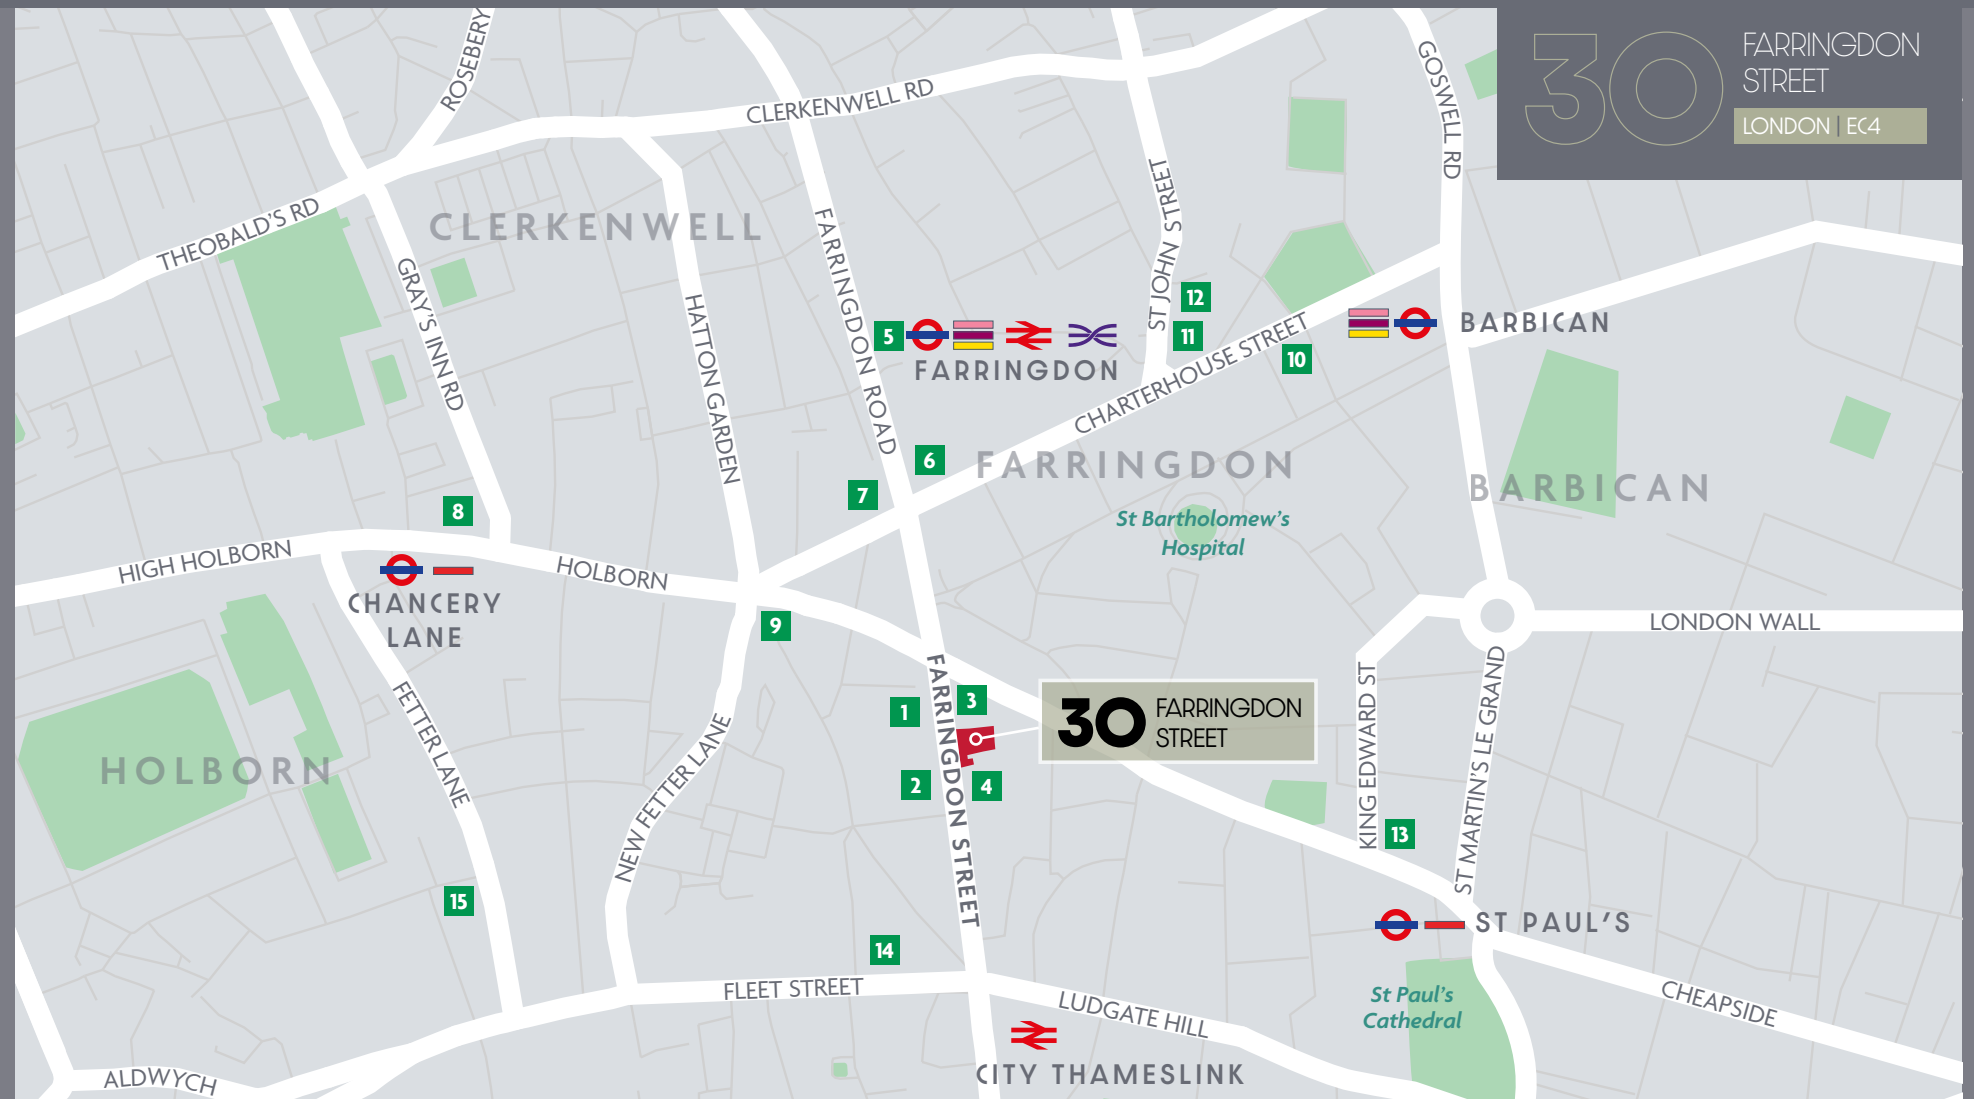 30
FARRINGDON
STREET
LONDON | EC4
ROSEBERY
CLERKENWELL RD
GOSWELL RD
THEOBALD'S RD
CLERKENWELL
GRAY'S INN RD
HATTON GARDEN
FARRINGDON ROAD
ST JOHN STREET
12
11
5
FARRINGDON
CHARTERHOUSE STREET
10
BARBICAN
6
FARRINGDON
7
8
BARBICAN
St Bartholomew's
Hospital
HIGH HOLBORN
HOLBORN
CHANCERY
LANE
9
LONDON WALL
FETTER LANE
HOLBORN
NEW FETTER LANE
FARRINGDON STREET
1
3
2
4
30
FARRINGDON
STREET
KING EDWARD ST
ST MARTIN'S LE GRAND
13
15
14
ST PAUL'S
FLEET STREET
LUDGATE HILL
St Paul's
Cathedral
CHEAPSIDE
CITY THAMESLINK
ALDWYCH